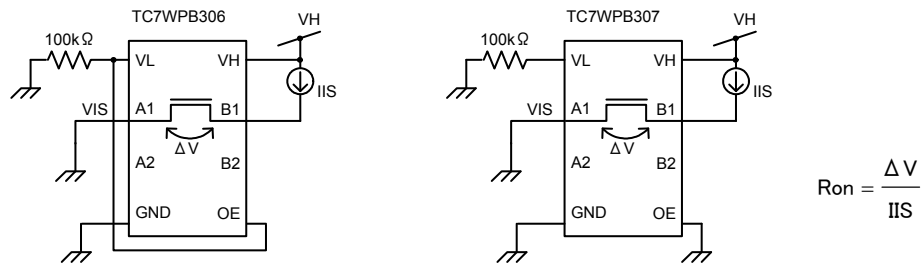 TC7WPB306
VH
100kΩ
VL
VH
IIS
VIS
A1
B1
ΔV
A2
B2
GND
OE
TC7WPB307
VH
100kΩ
VL
VH
IIS
VIS
A1
B1
ΔV
A2
B2
GND
OE
Ron = ΔV
IIS